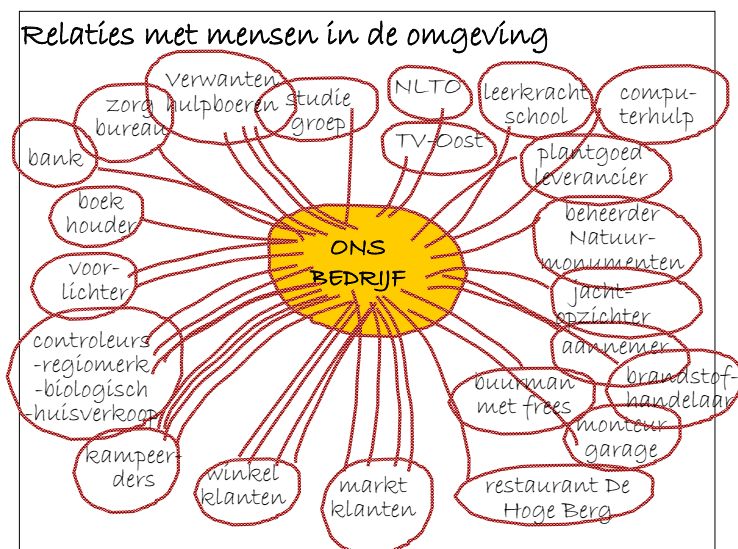 Relaties met mensen in de omgeving
verwanten
hulpboeren
zorg
bureau
studie
groep
NLTO
leerkracht
school
compu-
terhulp
bank
TV-Oost
plantgoed
leverancier
boek
houder
beheerder
Natuur-
monumenten
ONS
BEDRIJF
voor-
lichter
jacht-
opzichter
controleurs
-regiomerk
-biologisch
-huisverkoop
aannemer
brandstof-
handelaar
buurman
met frees
monteur
garage
kampeer-
ders
winkel
klanten
markt
klanten
restaurant De
Hoge Berg